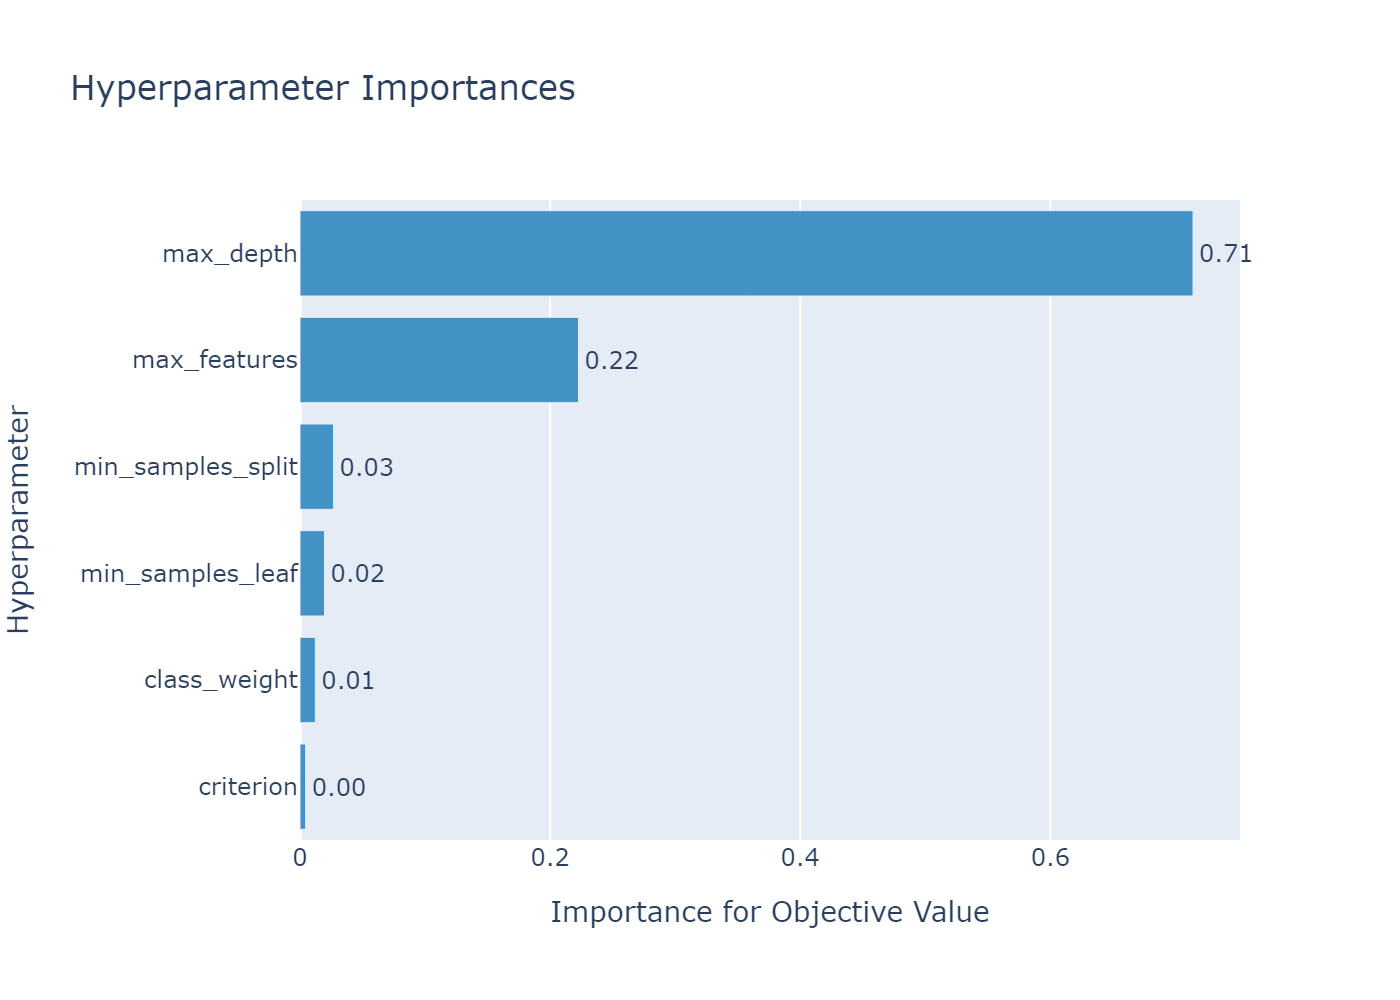 Hyperparameter Importances
max_depth
0.71
max_features
0.22
min_samples_split
0.03
min_samples_leaf
0.02
class_weight
0.01
criterion
0.00
0
0.2
0.4
0.6
Importance for Objective Value
Hyperparameter